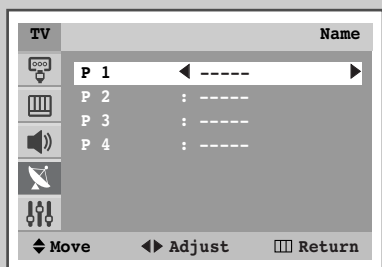 TV Name
P 1 ◀ ----- ▶
P 2 : -----
P 3 : -----
P 4 : -----
Move Adjust Return